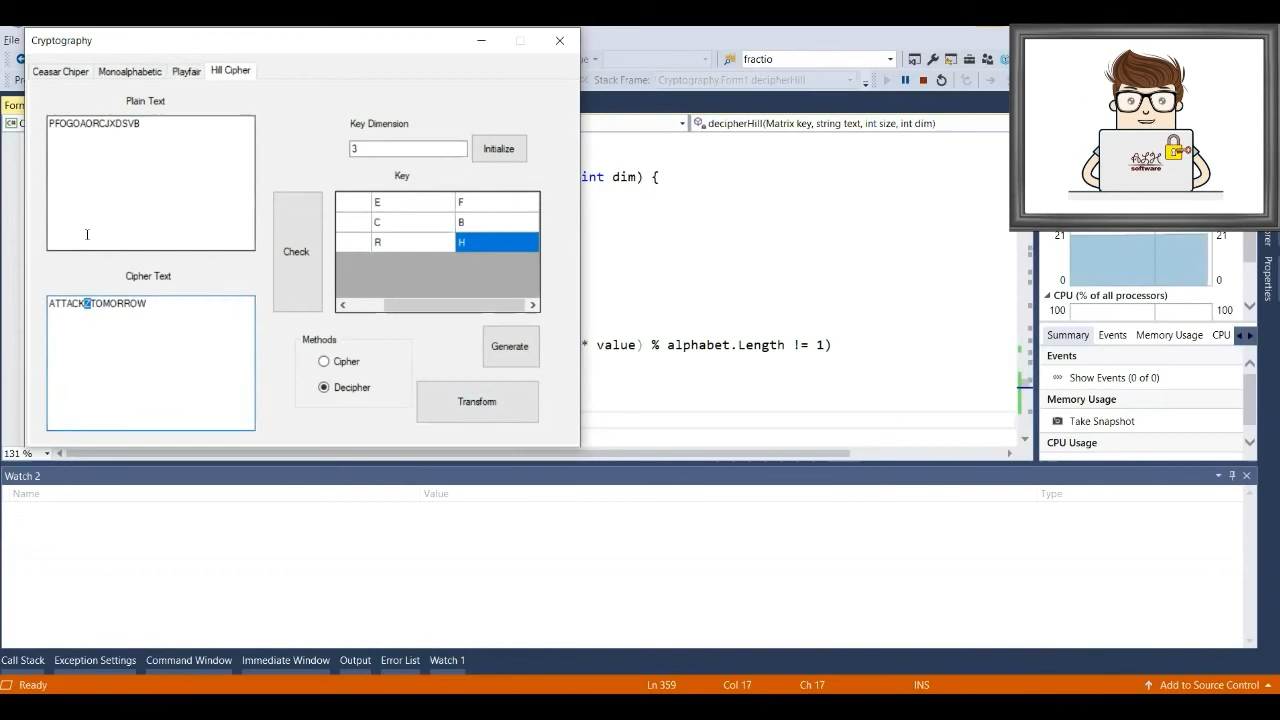 File
Cryptography
fractio
Stack Frame:
Cryptography.Form1.decipherHill
Ceasar Chiper
Monoalphabetic
Playfair
Hill Cipher
Form
Plain Text
PFOGOAORCJXDSVB
Key Dimension
3
Initialize
decipherHill(Matrix key, string text, int size, int dim)
Key
int dim) {
E F
C B
R H
Check
Cipher Text
ATTACKZTOMORROW
Methods
Cipher
Decipher
Generate
Transform
* value) % alphabet.Length != 1)
ALH
software
21 21
0 0
CPU (% of all processors)
100 100
Summary Events Memory Usage CPU
Events
Show Events (0 of 0)
Memory Usage
Take Snapshot
CPU Usage
Properties
131 %
Watch 2
Name Value Type
Call Stack Exception Settings Command Window Immediate Window Output Error List Watch 1
Ready Ln 359 Col 17 Ch 17 INS Add to Source Control